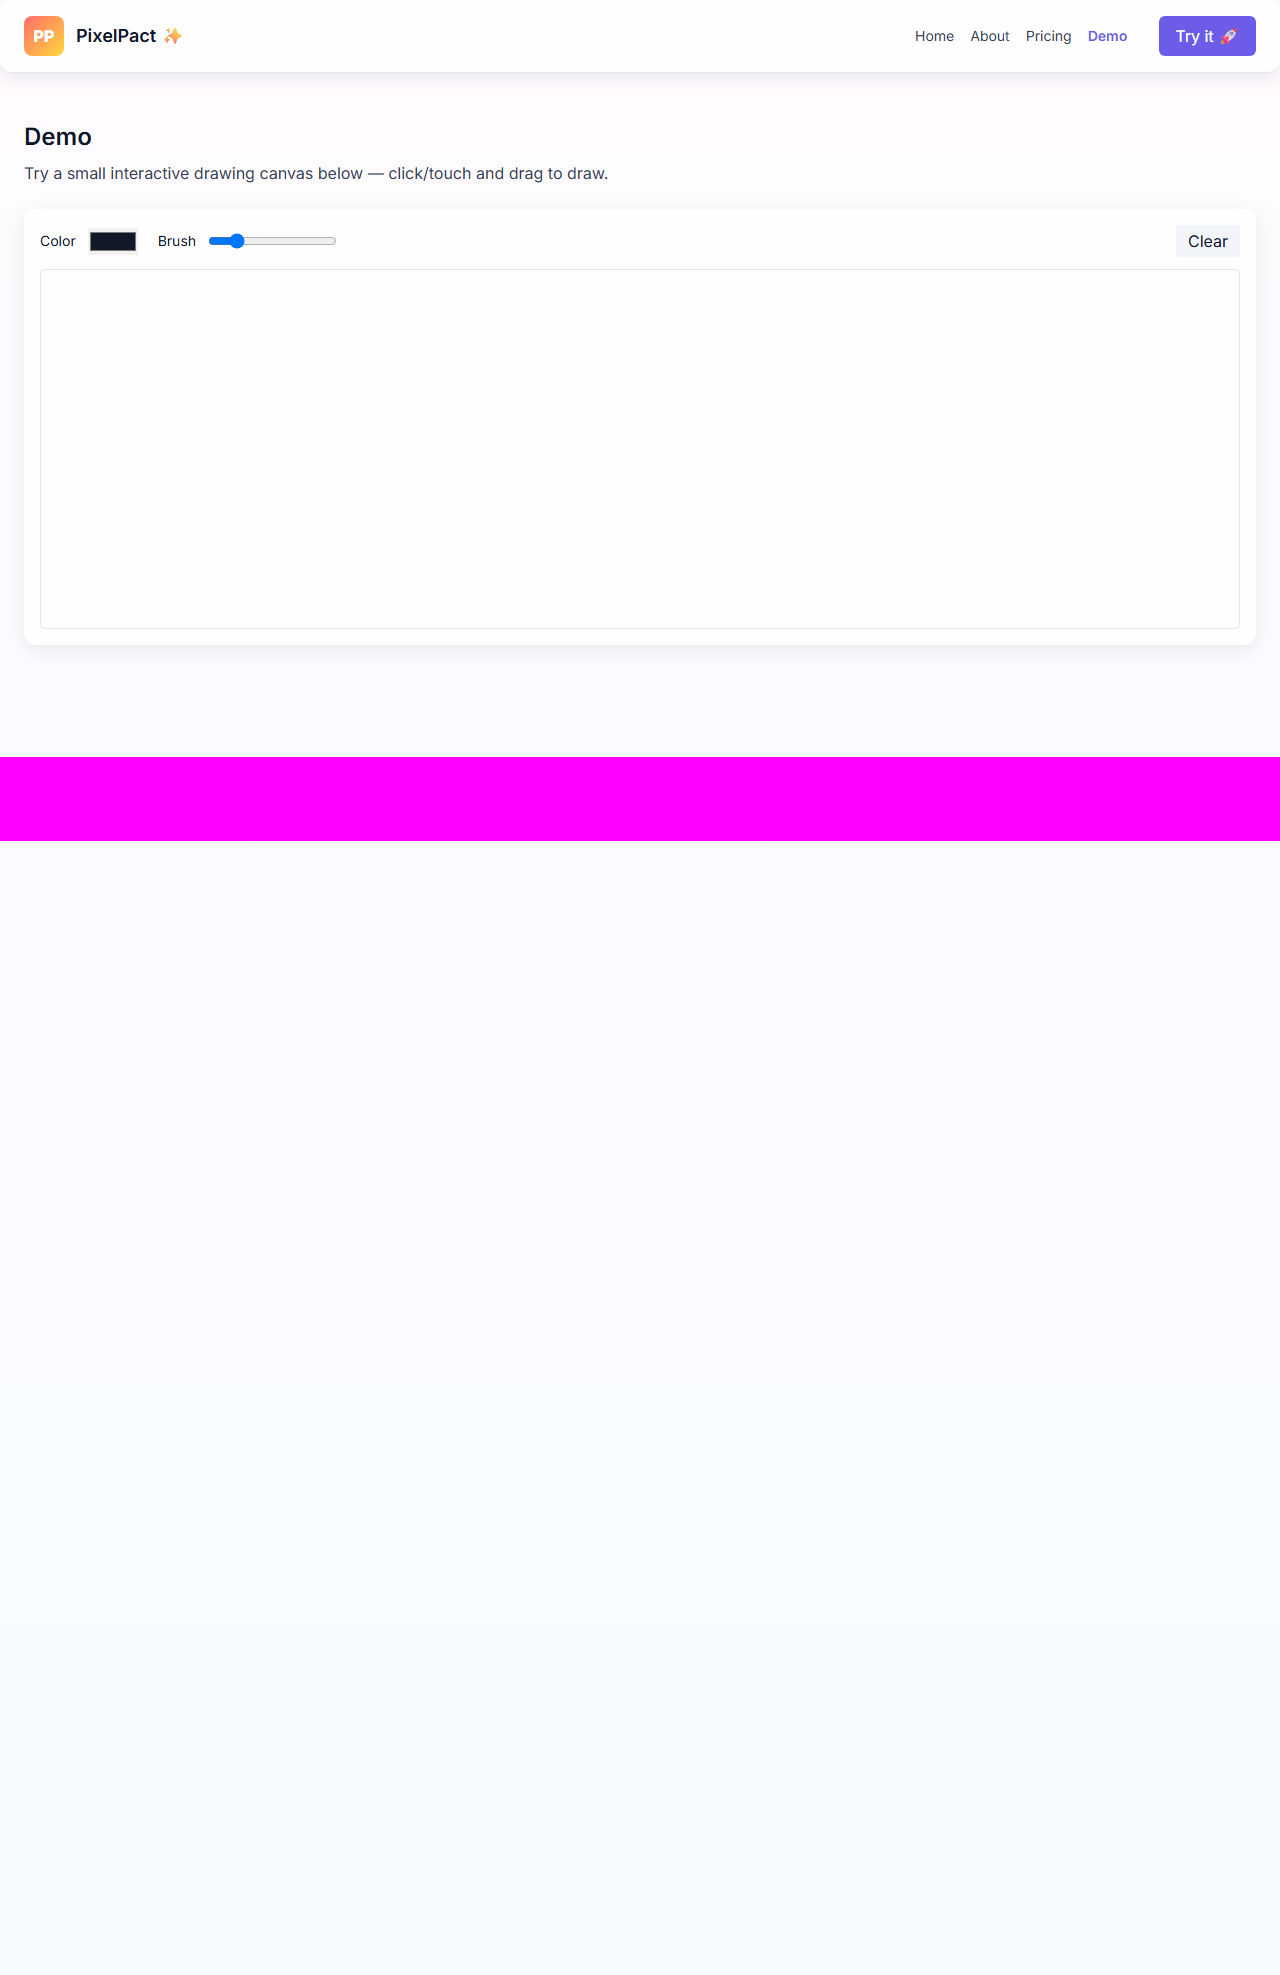 PP PixelPact ✨ Home About Pricing Demo Try it 🚀
Demo
Try a small interactive drawing canvas below — click/touch and drag to draw.
Color Brush Clear